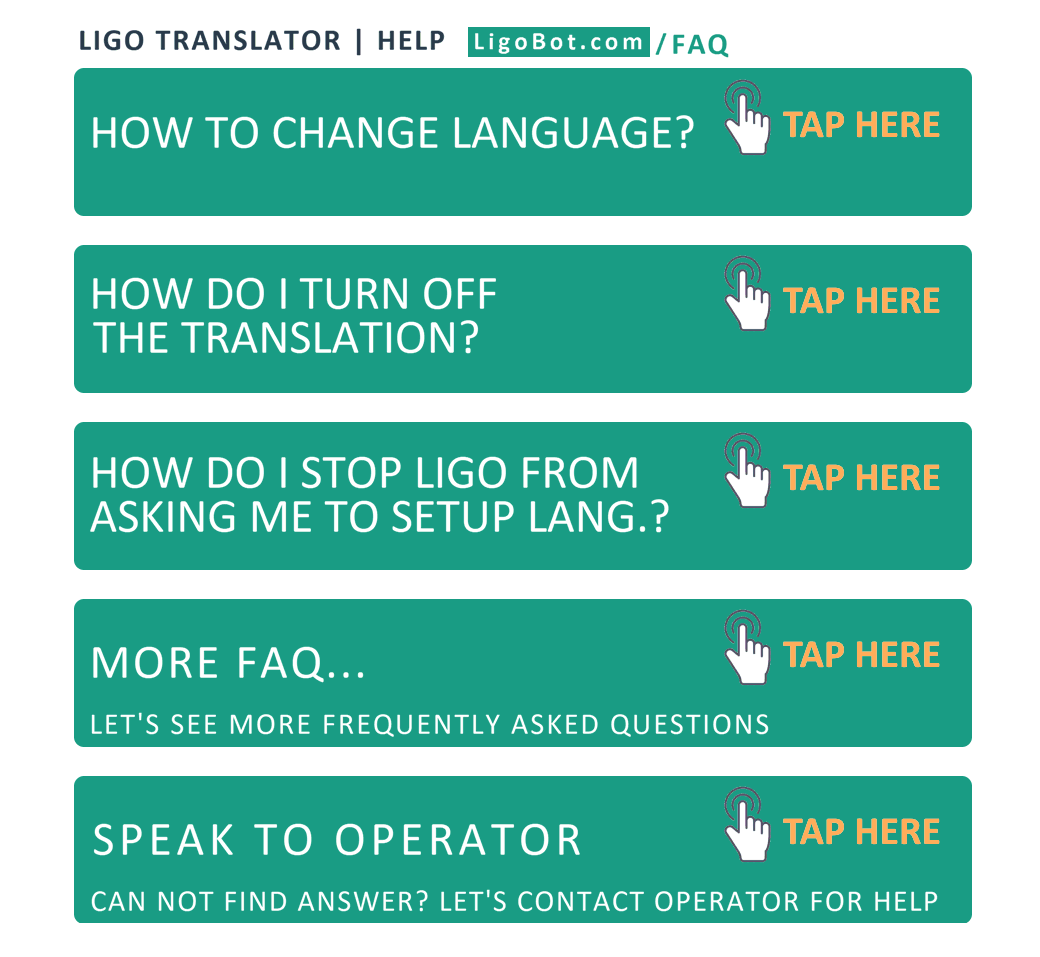 LIGO TRANSLATOR | HELP LigoBot.com /FAQ
HOW TO CHANGE LANGUAGE? TAP HERE
HOW DO I TURN OFF
THE TRANSLATION?
TAP HERE
HOW DO I STOP LIGO FROM
ASKING ME TO SETUP LANG.?
TAP HERE
MORE FAQ...
TAP HERE
LET'S SEE MORE FREQUENTLY ASKED QUESTIONS
SPEAK TO OPERATOR
TAP HERE
CAN NOT FIND ANSWER? LET'S CONTACT OPERATOR FOR HELP